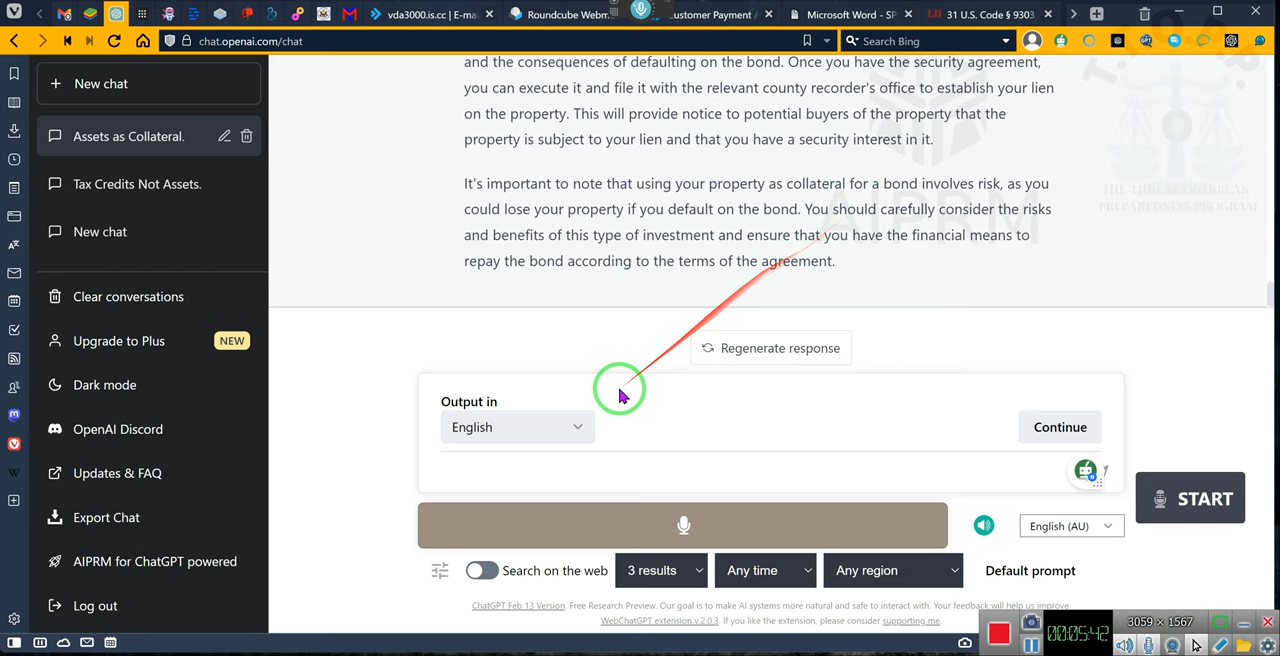 vda3000.is.cc | E-ma
Roundcube Webm
ustomer Payment
Microsoft Word - SP
31 U.S. Code § 9303
chat.openai.com/chat
Search Bing
New chat
Assets as Collateral.
Tax Credits Not Assets.
New chat
Clear conversations
Upgrade to Plus
NEW
Dark mode
OpenAI Discord
Updates & FAQ
Export Chat
AIPRM for ChatGPT powered
Log out
and the consequences of defaulting on the bond. Once you have the security agreement,
you can execute it and file it with the relevant county recorder's office to establish your lien
on the property. This will provide notice to potential buyers of the property that the
property is subject to your lien and that you have a security interest in it.
It's important to note that using your property as collateral for a bond involves risk, as you
could lose your property if you default on the bond. You should carefully consider the risks
and benefits of this type of investment and ensure that you have the financial means to
repay the bond according to the terms of the agreement.
AIPRM
T.H.O.P.P.
THE THREAT OUTBREAK
PREPAREDNESS PROGRAM
Regenerate response
Output in
English
Continue
START
English (AU)
Search on the web
3 results
Any time
Any region
Default prompt
ChatGPT Feb 13 Version. Free Research Preview. Our goal is to make AI systems more natural and safe to interact with. Your feedback will help us improve.
WebChatGPT extension v.2.0.3. If you like the extension, please consider supporting me.
00:05:42
3059 x 1567